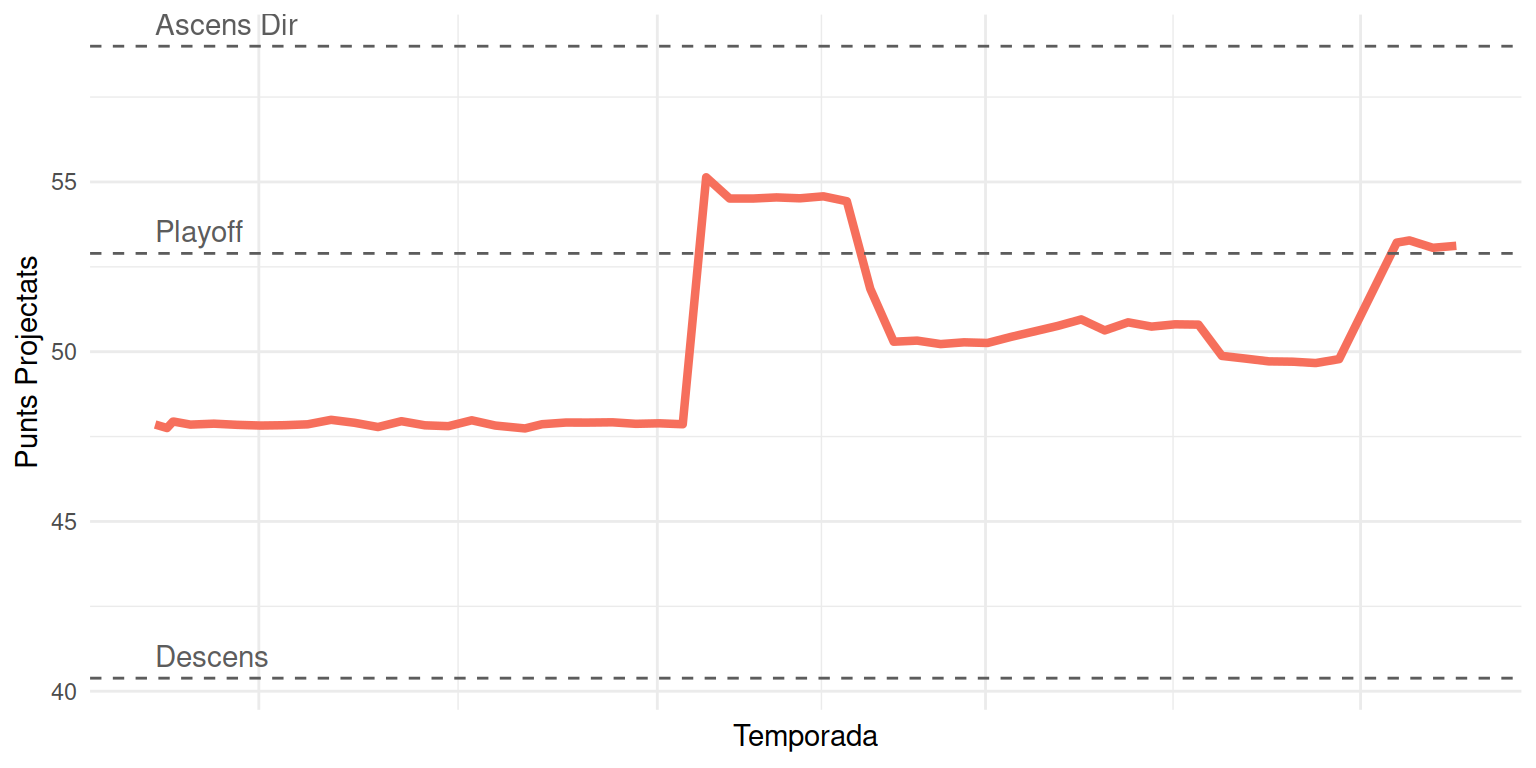 Ascens Dir
55
Playoff
50
45
Descens
40
Punts Projectats
Temporada